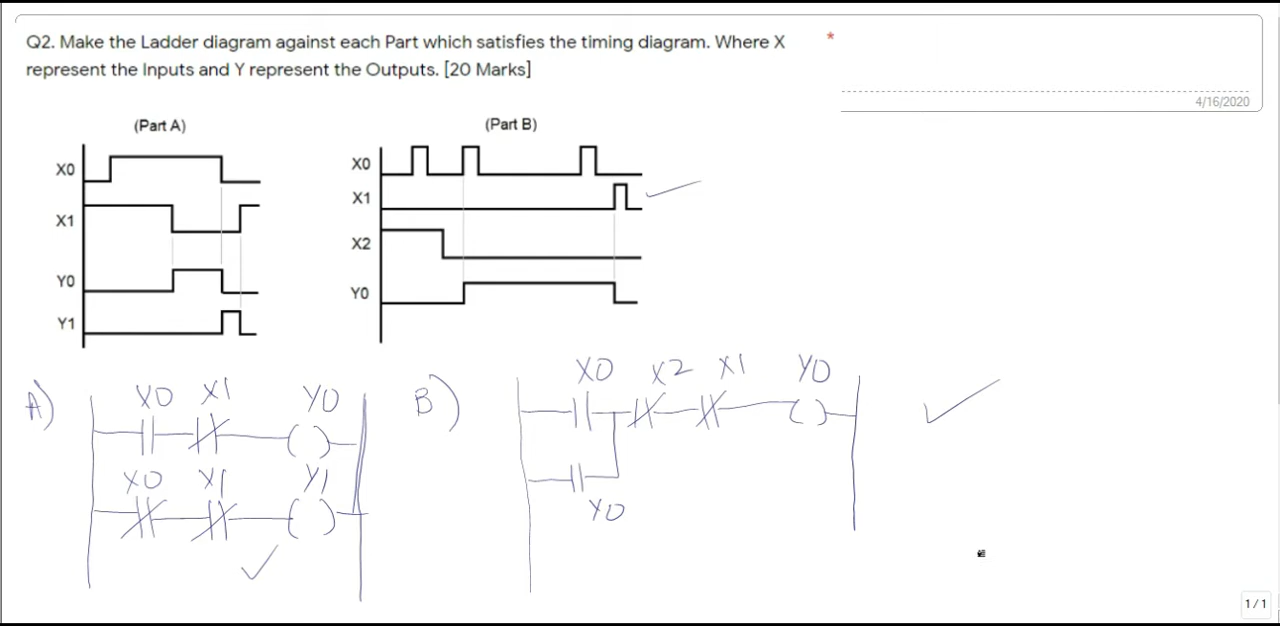 Q2. Make the Ladder diagram against each Part which satisfies the timing diagram. Where X *
represent the Inputs and Y represent the Outputs. [20 Marks]
4/16/2020
(Part A)
X0
X1
Y0
Y1
(Part B)
X0
X1
X2
Y0
A)
X0 X1 Y0
X0 X1 Y1
B)
X0 X2 X1 Y0
Y0
1/1